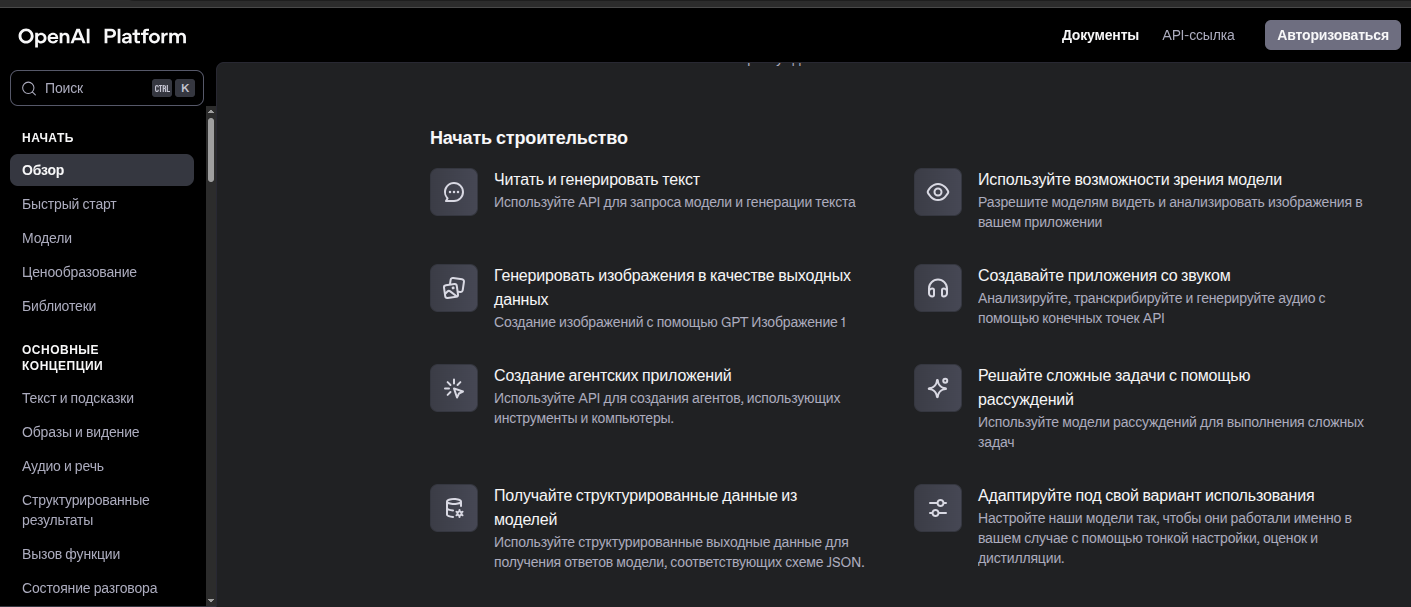 OpenAI Platform
Документы
API-ссылка
Авторизоваться
Поиск
CTRL K
НАЧАТЬ
Обзор
Быстрый старт
Модели
Ценообразование
Библиотеки
ОСНОВНЫЕ
КОНЦЕПЦИИ
Текст и подсказки
Образы и видение
Аудио и речь
Структурированные
результаты
Вызов функции
Состояние разговора
Начать строительство
Читать и генерировать текст
Используйте API для запроса модели и генерации текста
Используйте возможности зрения модели
Разрешите моделям видеть и анализировать изображения в
вашем приложении
Генерировать изображения в качестве выходных
данных
Создание изображений с помощью GPT Изображение 1
Создавайте приложения со звуком
Анализируйте, транскрибируйте и генерируйте аудио с
помощью конечных точек API
Создание агентских приложений
Используйте API для создания агентов, использующих
инструменты и компьютеры.
Решайте сложные задачи с помощью
рассуждений
Используйте модели рассуждений для выполнения сложных
задач
Получайте структурированные данные из
моделей
Используйте структурированные выходные данные для
получения ответов модели, соответствующих схеме JSON.
Адаптируйте под свой вариант использования
Настройте наши модели так, чтобы они работали именно в
вашем случае с помощью тонкой настройки, оценок и
дистилляции.